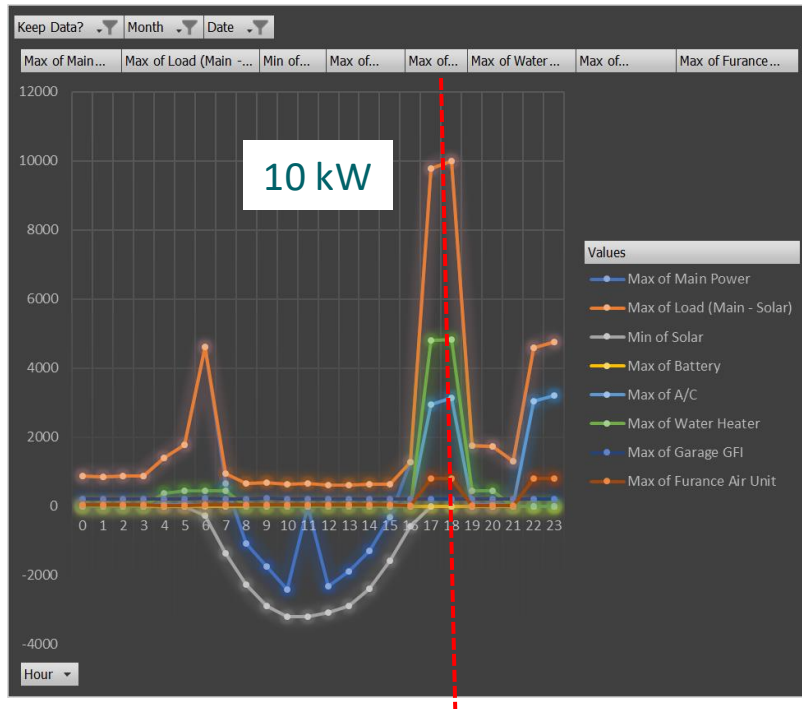 Keep Data? Month Date
Max of Main... Max of Load (Main -... Min of... Max of... Max of... Max of Water... Max of... Max of Furance...
12000
10000
8000
6000
4000
2000
0
-2000
-4000
10 kW
0 1 2 3 4 5 6 7 8 9 10 11 12 13 14 15 16 17 18 19 20 21 22 23
Values
Max of Main Power
Max of Load (Main - Solar)
Min of Solar
Max of Battery
Max of A/C
Max of Water Heater
Max of Garage GFI
Max of Furance Air Unit
Hour